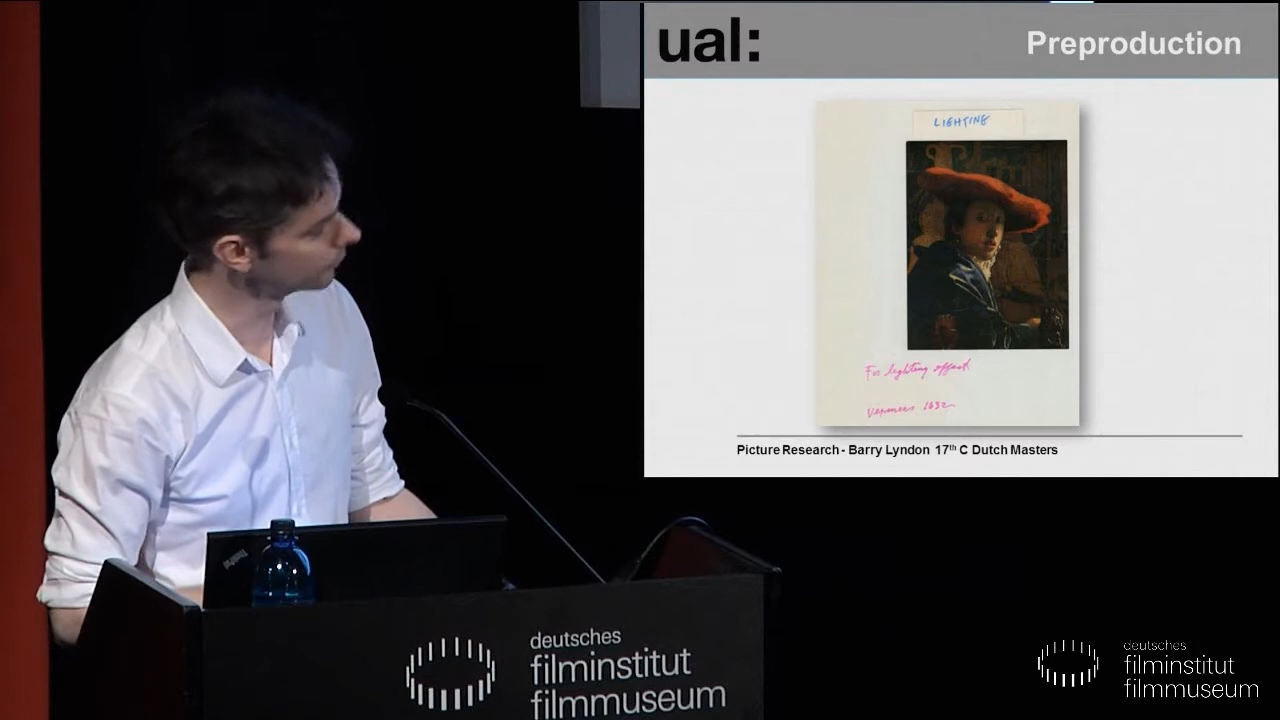 ual:
Preproduction
LIGHTING
For lighting effect
Vermeer 1632
Picture Research - Barry Lyndon 17th C Dutch Masters
ThinkPad
deutsches
filminstitut
filmmuseum
deutsches
filminstitut
filmmuseum